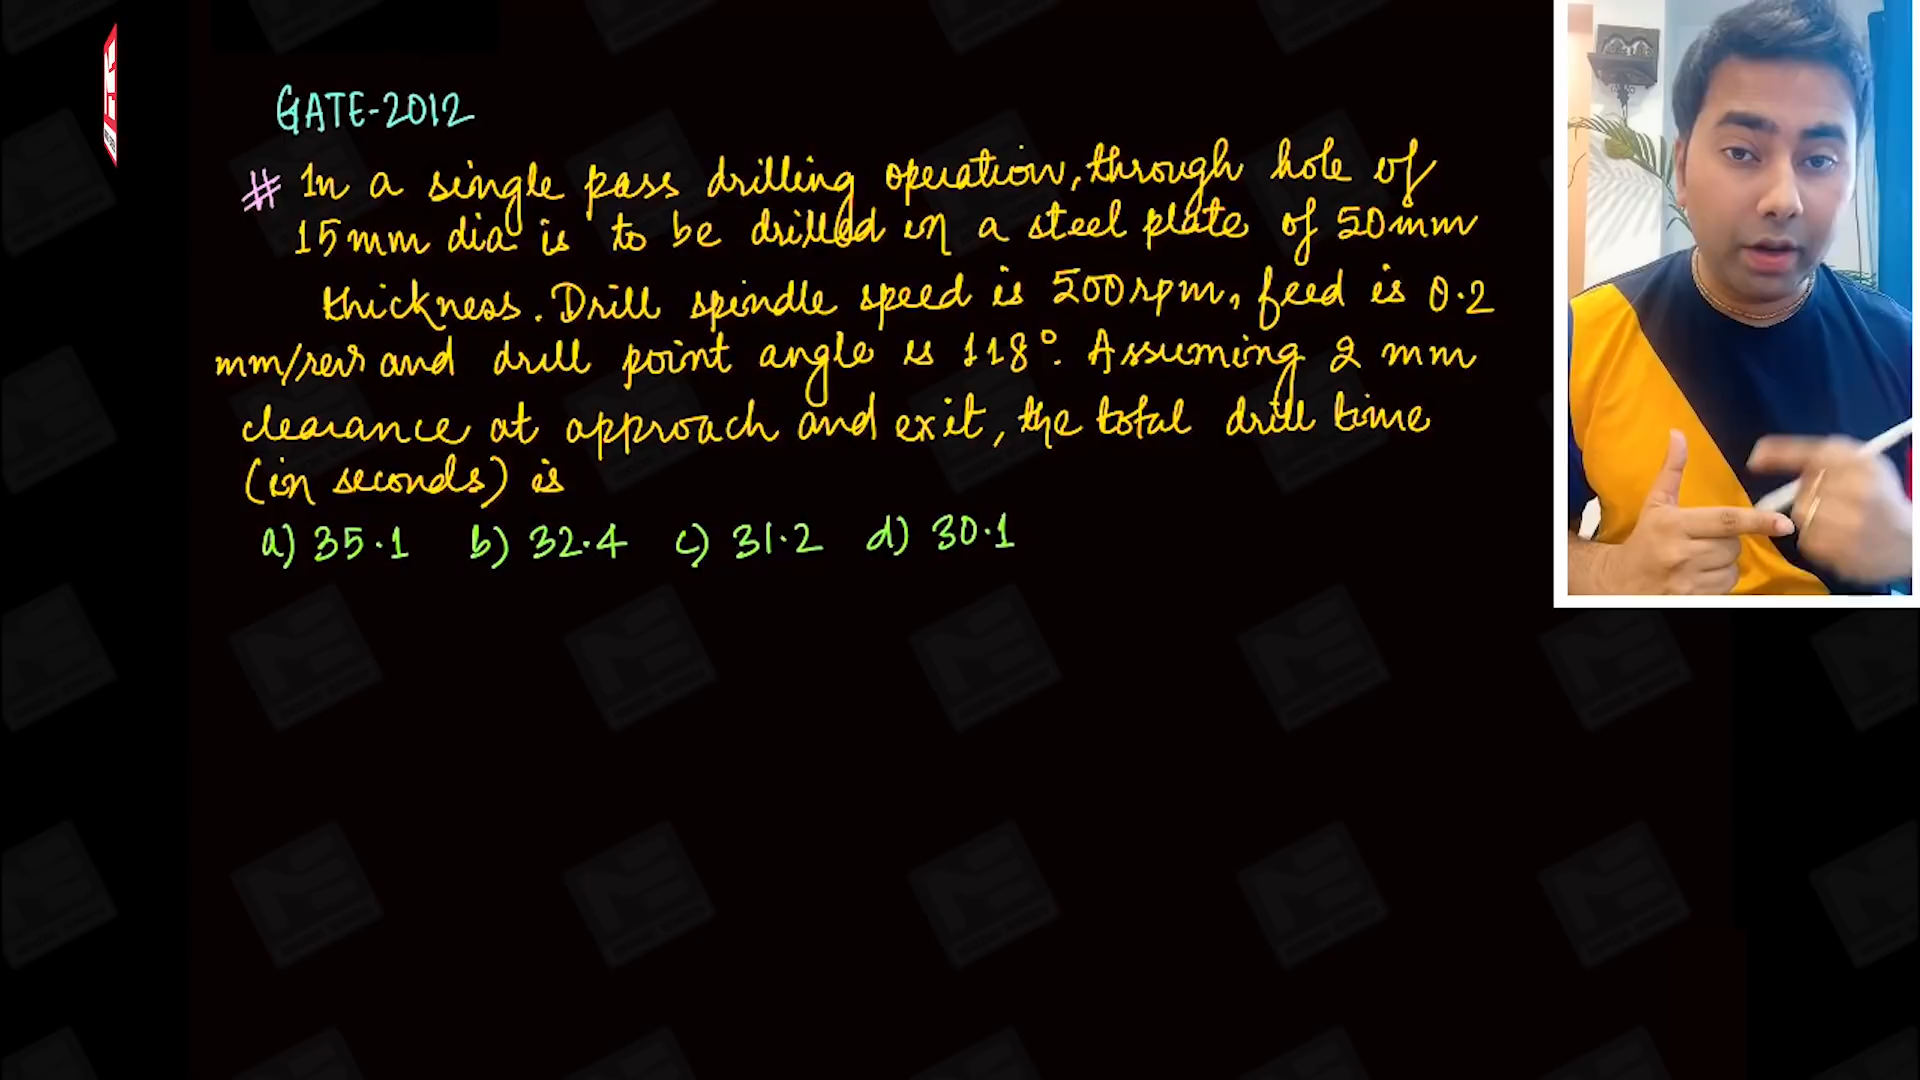 GATE-2012
# In a single pass drilling operation, through hole of
15mm dia is to be drilled in a steel plate of 50mm
thickness. Drill spindle speed is 500rpm, feed is 0.2
mm/rev and drill point angle is 118°. Assuming 2 mm
clearance at approach and exit, the total drill time
(in seconds) is
a) 35.1 b) 32.4 c) 31.2 d) 30.1